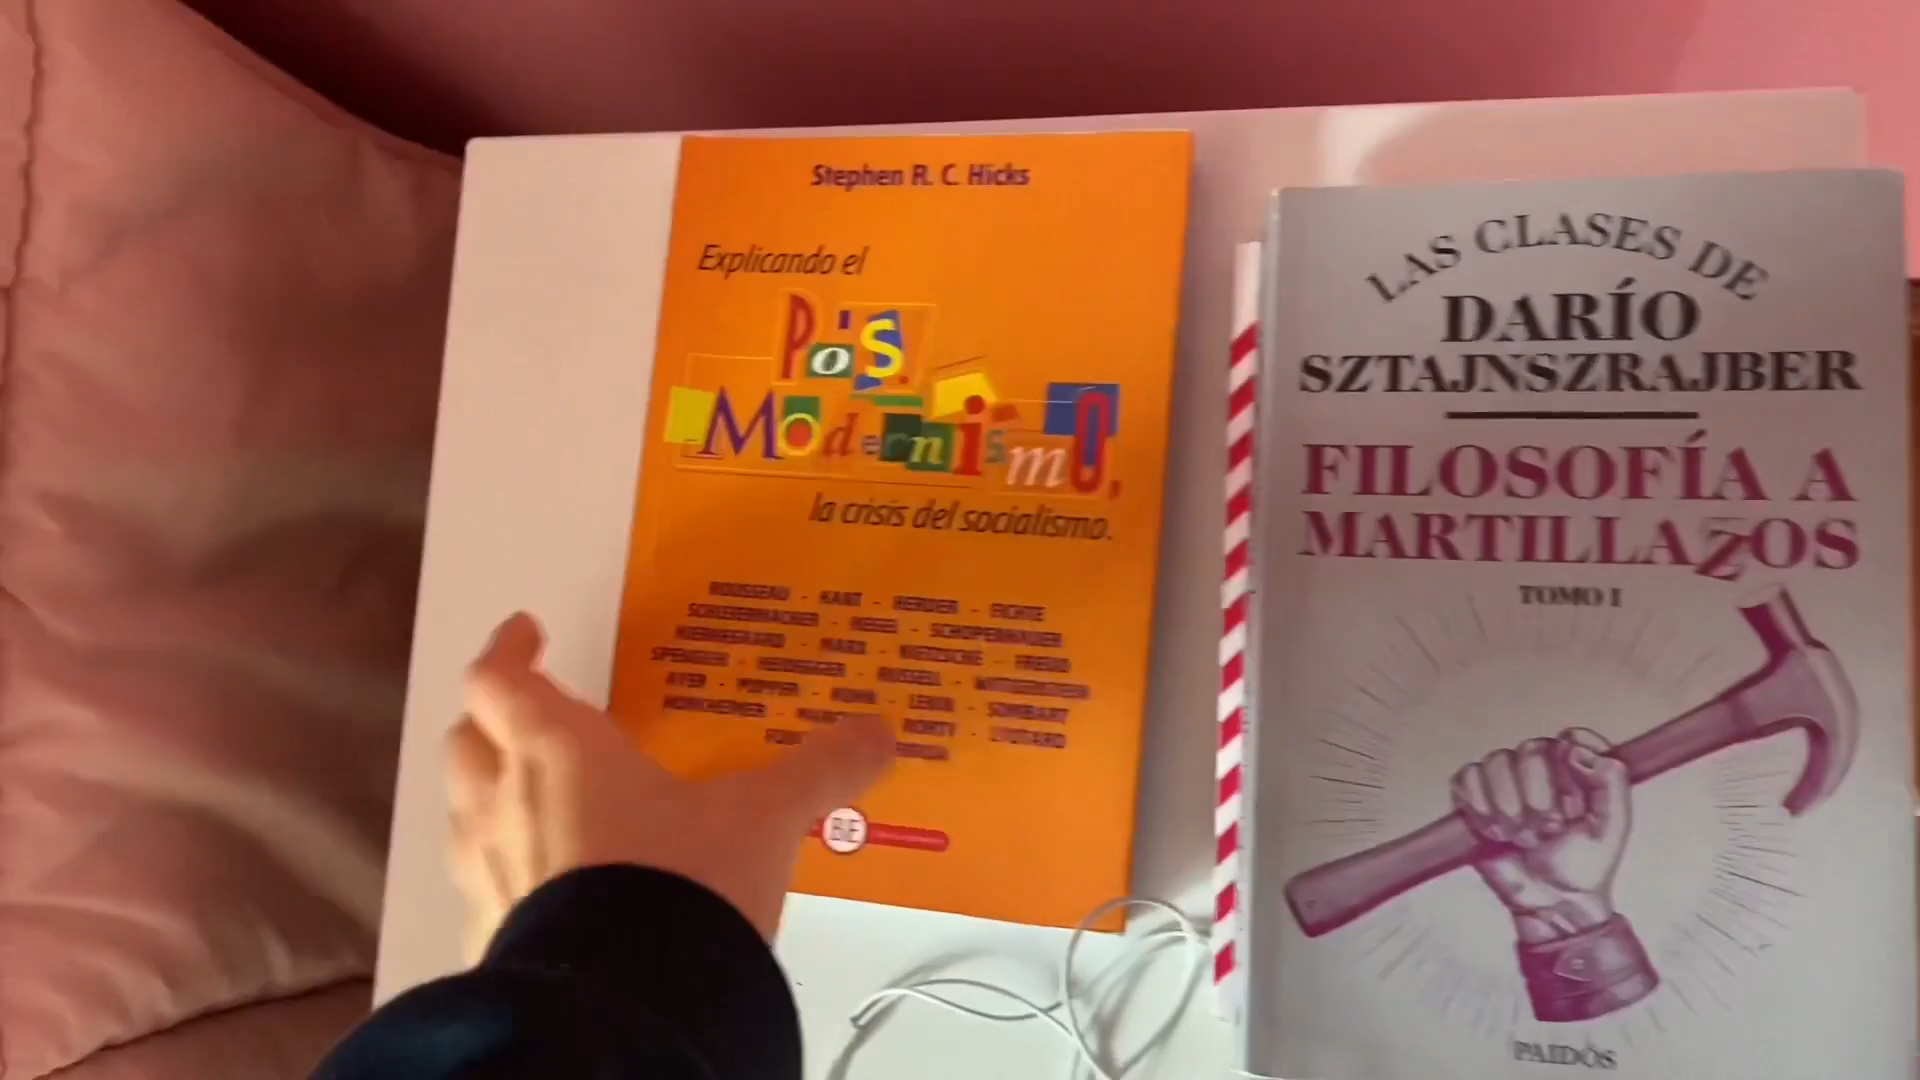 Stephen R. C. Hicks
Explicando el
Pos
Modernismo,
la crisis del socialismo.
ROUSSEAU - KANT - HERDER - FICHTE
SCHLEIERMACHER - HEGEL - SCHOPENHAUER
KIERKEGAARD - MARX - NIETZSCHE - FREUD
SPENGLER - HEIDEGGER - RUSSELL - WITTGENSTEIN
AYER - POPPER - KUHN - LENIN - SOMBART
HORKHEIMER - RORTY - LYOTARD
BE
LAS CLASES DE
DARÍO
SZTAJNSZRAJBER
FILOSOFÍA A
MARTILLAZOS
TOMO I
PAIDÓS